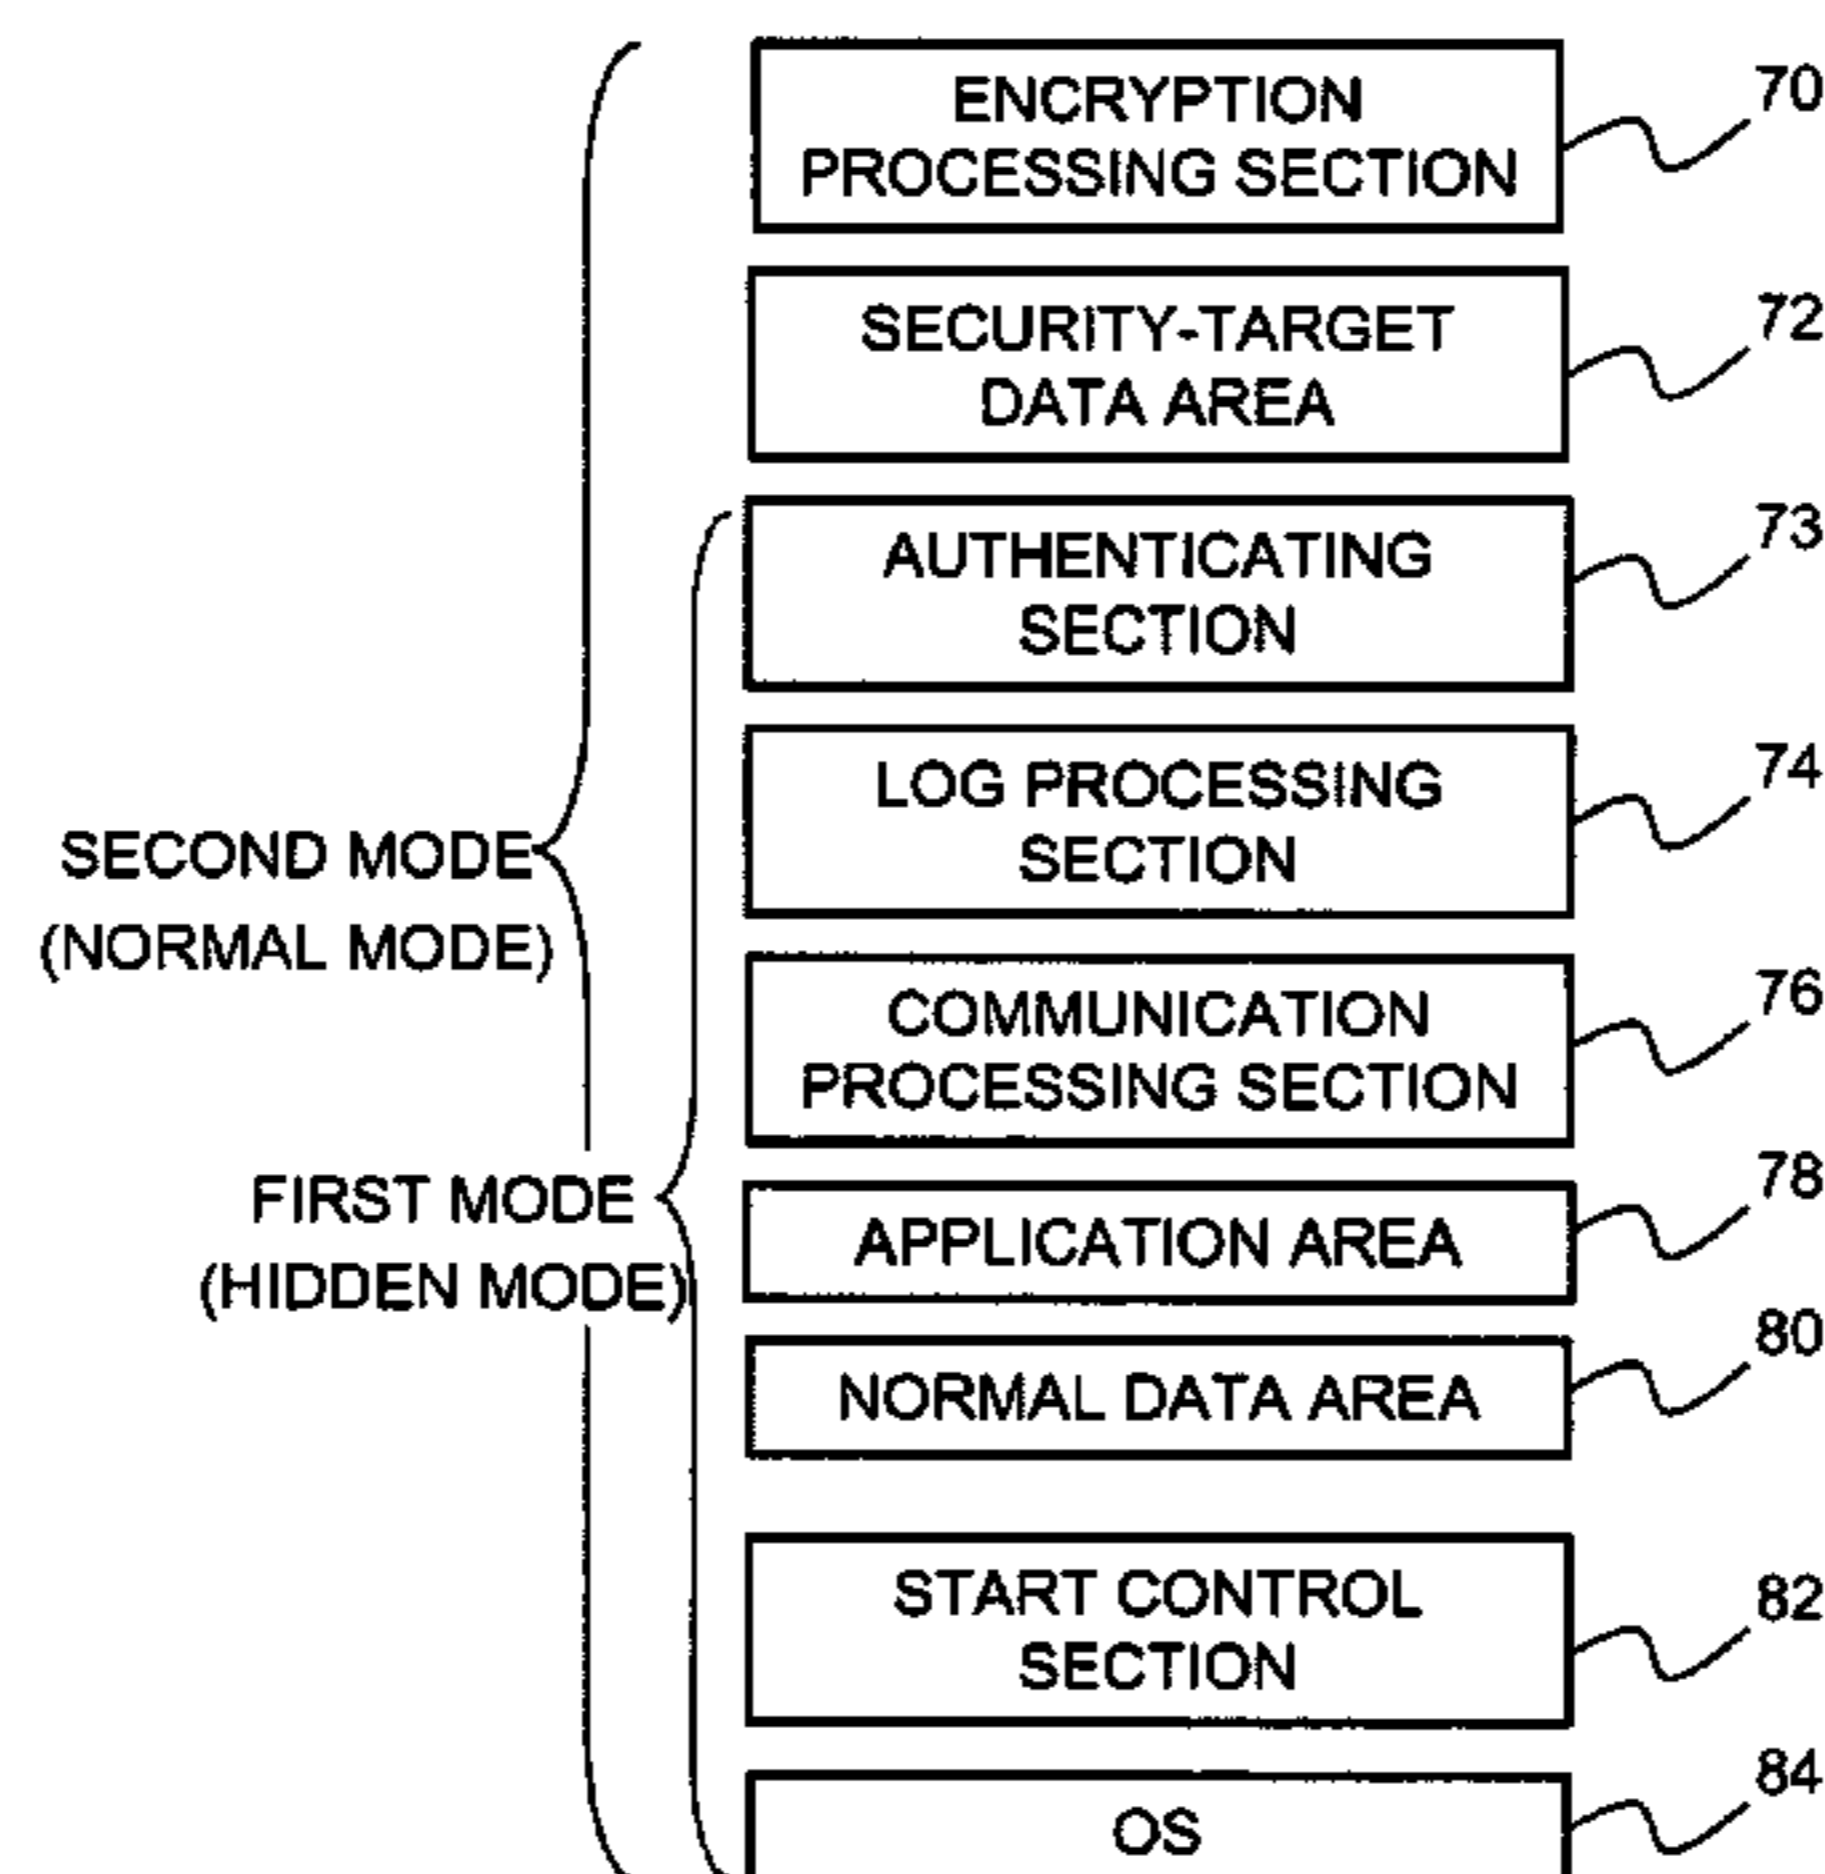 ENCRYPTION
PROCESSING SECTION
70
SECURITY-TARGET
DATA AREA
72
AUTHENTICATING
SECTION
73
LOG PROCESSING
SECTION
74
SECOND MODE
(NORMAL MODE)
COMMUNICATION
PROCESSING SECTION
76
FIRST MODE
(HIDDEN MODE)
APPLICATION AREA
78
NORMAL DATA AREA
80
START CONTROL
SECTION
82
OS
84